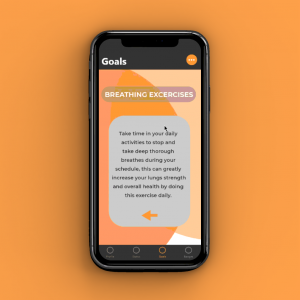 Goals
BREATHING EXCERCISES
Take time in your daily
activities to stop and
take deep thorough
breathes during your
schedule, this can greatly
increase your lungs strength
and overall health by doing
this exercise daily.